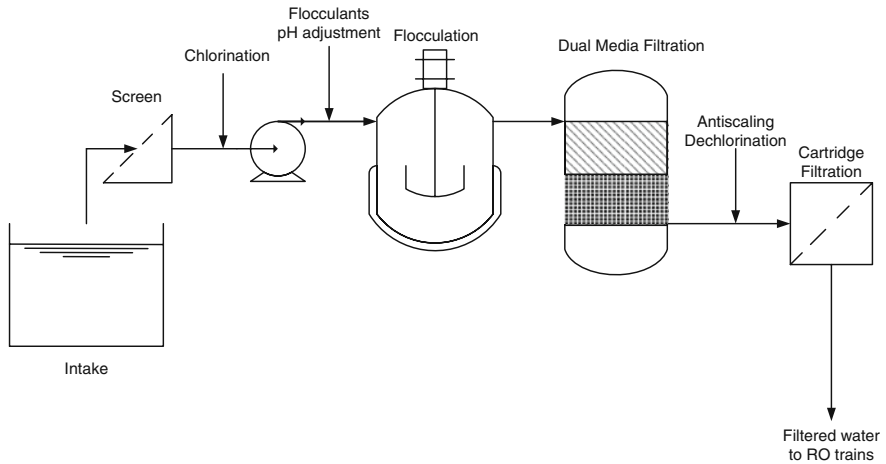 Flocculants
pH adjustment
Flocculation
Dual Media Filtration
Chlorination
Screen
Antiscaling
Dechlorination
Cartridge
Filtration
Intake
Filtered water
to RO trains